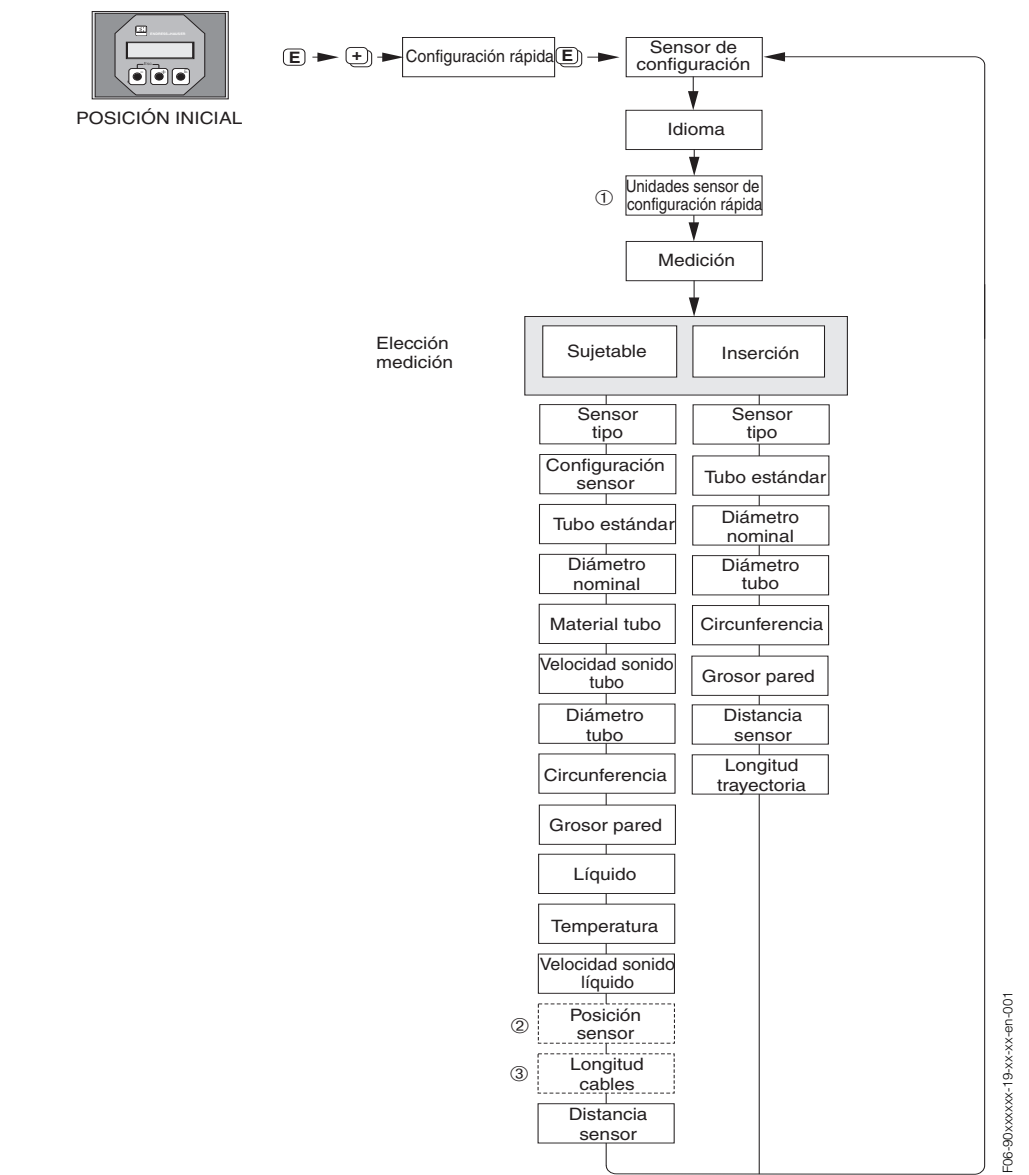 E
+
Configuración rápida
E
Sensor de
configuración
POSICIÓN INICIAL
Idioma
①
Unidades sensor de
configuración rápida
Medición
Elección
medición
Sujetable
Inserción
Sensor
tipo
Configuración
sensor
Tubo estándar
Diámetro
nominal
Material tubo
Velocidad sonido
tubo
Diámetro
tubo
Circunferencia
Grosor pared
Líquido
Temperatura
Velocidad sonido
líquido
②
Posición
sensor
③
Longitud
cables
Distancia
sensor
Sensor
tipo
Tubo estándar
Diámetro
nominal
Diámetro
tubo
Circunferencia
Grosor pared
Distancia
sensor
Longitud
trayectoria
F06-90xxxxxx-19-xx-xx-en-001